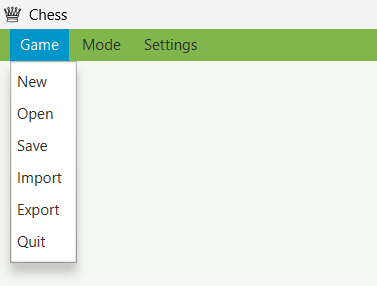 Chess
Game Mode Settings
New
Open
Save
Import
Export
Quit